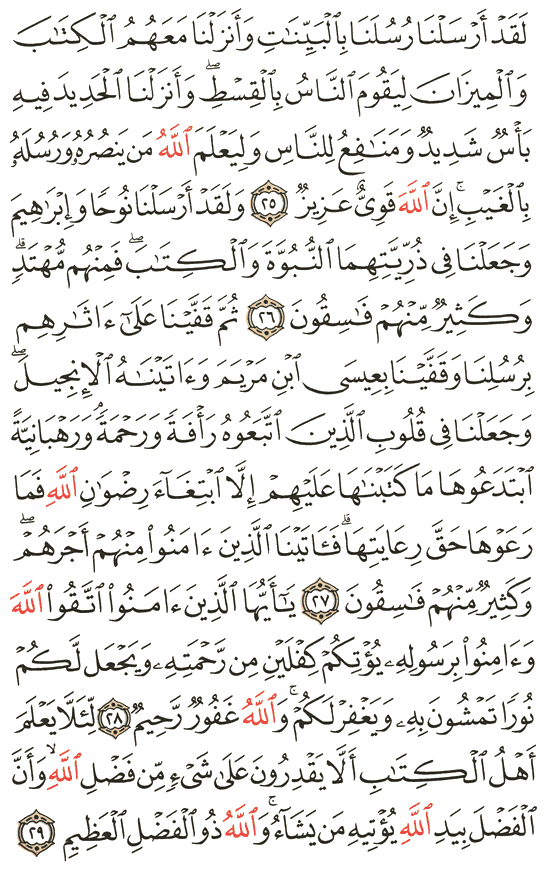 لَقَدۡ أَرۡسَلۡنَا رُسُلَنَا بِٱلۡبَيِّنَٰتِ وَأَنزَلۡنَا مَعَهُمُ ٱلۡكِتَٰبَ
وَٱلۡمِيزَانَ لِيَقُومَ ٱلنَّاسُ بِٱلۡقِسۡطِۖ وَأَنزَلۡنَا ٱلۡحَدِيدَ فِيهِ
بَأۡسٞ شَدِيدٞ وَمَنَٰفِعُ لِلنَّاسِ وَلِيَعۡلَمَ ٱللَّهُ مَن يَنصُرُهُۥ وَرُسُلَهُۥ
بِٱلۡغَيۡبِۚ إِنَّ ٱللَّهَ قَوِيٌّ عَزِيزٞ ٢٥ وَلَقَدۡ أَرۡسَلۡنَا نُوحٗا وَإِبۡرَٰهِيمَ
وَجَعَلۡنَا فِي ذُرِّيَّتِهِمَا ٱلنُّبُوَّةَ وَٱلۡكِتَٰبَۖ فَمِنۡهُم مُّهۡتَدٖۖ
وَكَثِيرٞ مِّنۡهُمۡ فَٰسِقُونَ ٢٦ ثُمَّ قَفَّيۡنَا عَلَىٰٓ ءَاثَٰرِهِم
بِرُسُلِنَا وَقَفَّيۡنَا بِعِيسَى ٱبۡنِ مَرۡيَمَ وَءَاتَيۡنَٰهُ ٱلۡإِنجِيلَۖ
وَجَعَلۡنَا فِي قُلُوبِ ٱلَّذِينَ ٱتَّبَعُوهُ رَأۡفَةٗ وَرَحۡمَةٗۚ وَرَهۡبَانِيَّةً
ٱبۡتَدَعُوهَا مَا كَتَبۡنَٰهَا عَلَيۡهِمۡ إِلَّا ٱبۡتِغَآءَ رِضۡوَٰنِ ٱللَّهِ فَمَا
رَعَوۡهَا حَقَّ رِعَايَتِهَاۖ فَـَٔاتَيۡنَا ٱلَّذِينَ ءَامَنُواْ مِنۡهُمۡ أَجۡرَهُمۡۖ
وَكَثِيرٞ مِّنۡهُمۡ فَٰسِقُونَ ٢٧ يَٰٓأَيُّهَا ٱلَّذِينَ ءَامَنُواْ ٱتَّقُواْ ٱللَّهَ
وَءَامِنُواْ بِرَسُولِهِۦ يُؤۡتِكُمۡ كِفۡلَيۡنِ مِن رَّحۡمَتِهِۦ وَيَجۡعَل لَّكُمۡ
نُورٗا تَمۡشُونَ بِهِۦ وَيَغۡفِرۡ لَكُمۡۚ وَٱللَّهُ غَفُورٞ رَّحِيمٞ ٢٨ لِّئَلَّا يَعۡلَمَ
أَهۡلُ ٱلۡكِتَٰبِ أَلَّا يَقۡدِرُونَ عَلَىٰ شَيۡءٖ مِّن فَضۡلِ ٱللَّهِۙ وَأَنَّ
ٱلۡفَضۡلَ بِيَدِ ٱللَّهِ يُؤۡتِيهِ مَن يَشَآءُۚ وَٱللَّهُ ذُو ٱلۡفَضۡلِ ٱلۡعَظِيمِ ٢٩